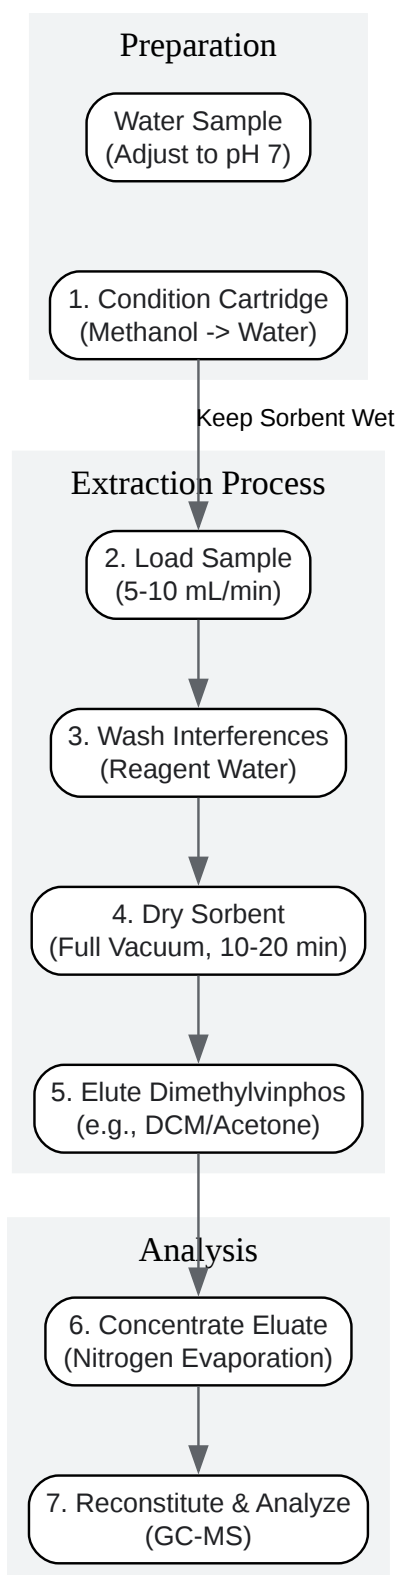 Preparation
Water Sample
(Adjust to pH 7)
1. Condition Cartridge
(Methanol -> Water)
Keep Sorbent Wet
Extraction Process
2. Load Sample
(5-10 mL/min)
3. Wash Interferences
(Reagent Water)
4. Dry Sorbent
(Full Vacuum, 10-20 min)
5. Elute Dimethylvinphos
(e.g., DCM/Acetone)
Analysis
6. Concentrate Eluate
(Nitrogen Evaporation)
7. Reconstitute & Analyze
(GC-MS)